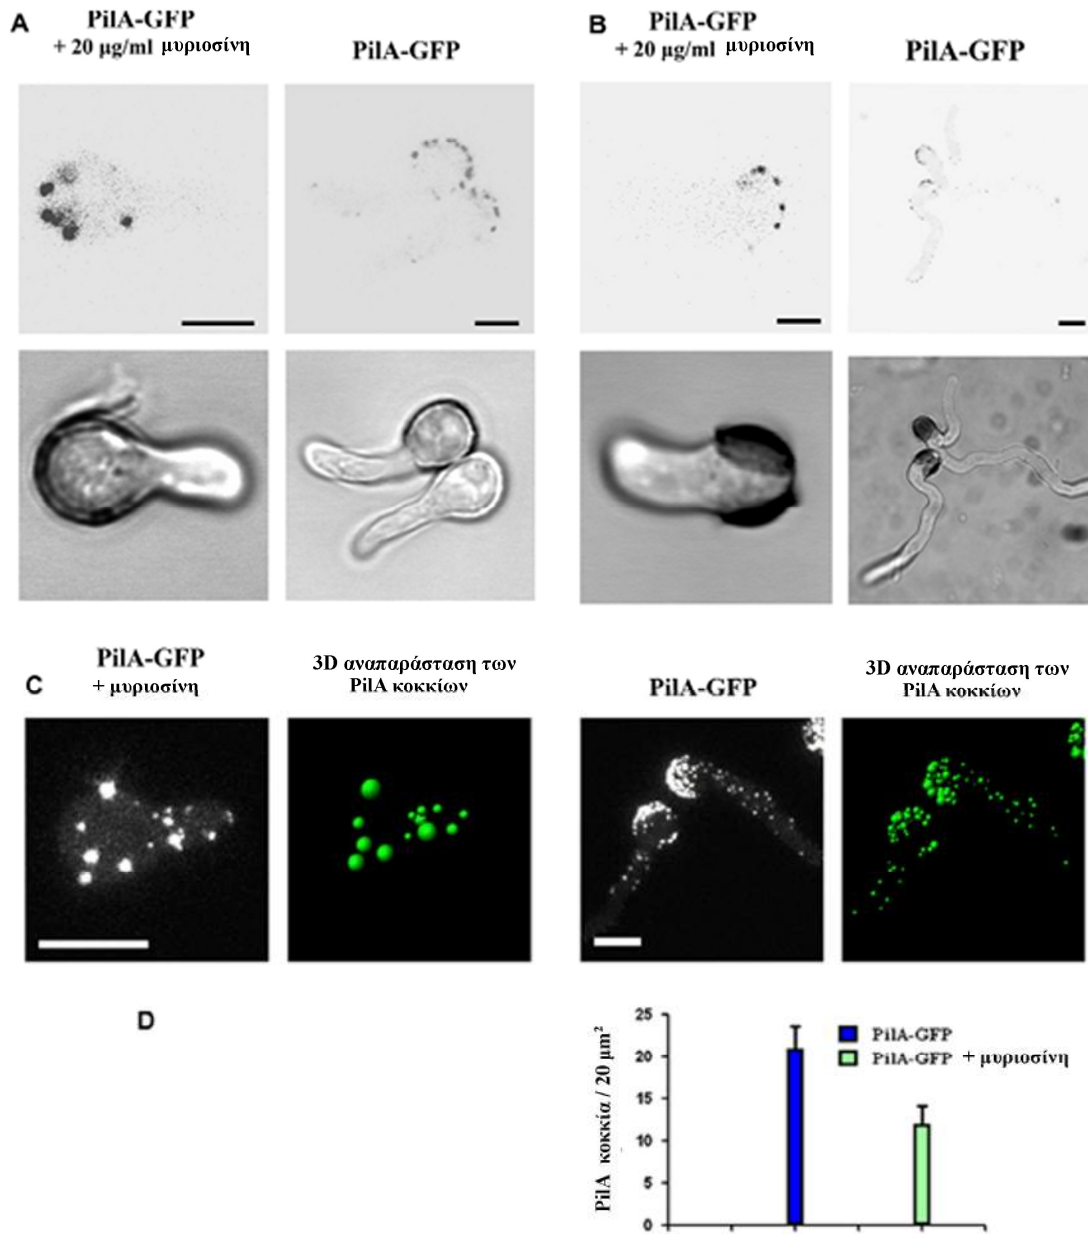 A
PilA-GFP
+ 20 μg/ml μυριοσίνη
PilA-GFP
B
PilA-GFP
+ 20 μg/ml μυριοσίνη
PilA-GFP
C
PilA-GFP
+ μυριοσίνη
3D αναπαράσταση των
PilA κοκκίων
PilA-GFP
3D αναπαράσταση των
PilA κοκκίων
D
PilA κοκκία / 20 μm²
25
20
15
10
5
0
PilA-GFP
PilA-GFP + μυριοσίνη